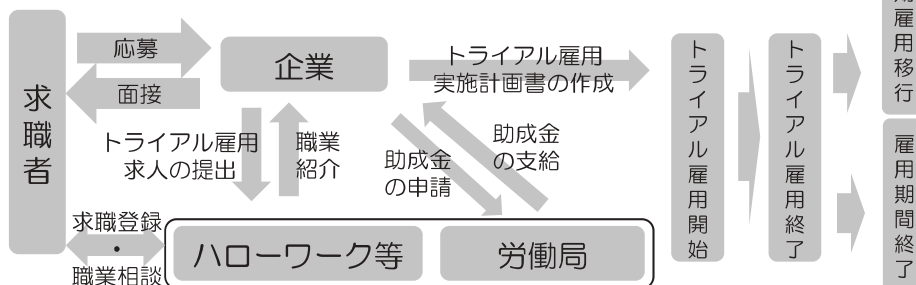 求職者
応募
面接
企業
トライアル雇用
求人の提出
職業
紹介
トライアル雇用
実施計画書の作成
助成金
の申請
助成金
の支給
求職登録
・
職業相談
ハローワーク等
労働局
トライアル雇用開始
トライアル雇用終了
雇用移行
雇用期間終了